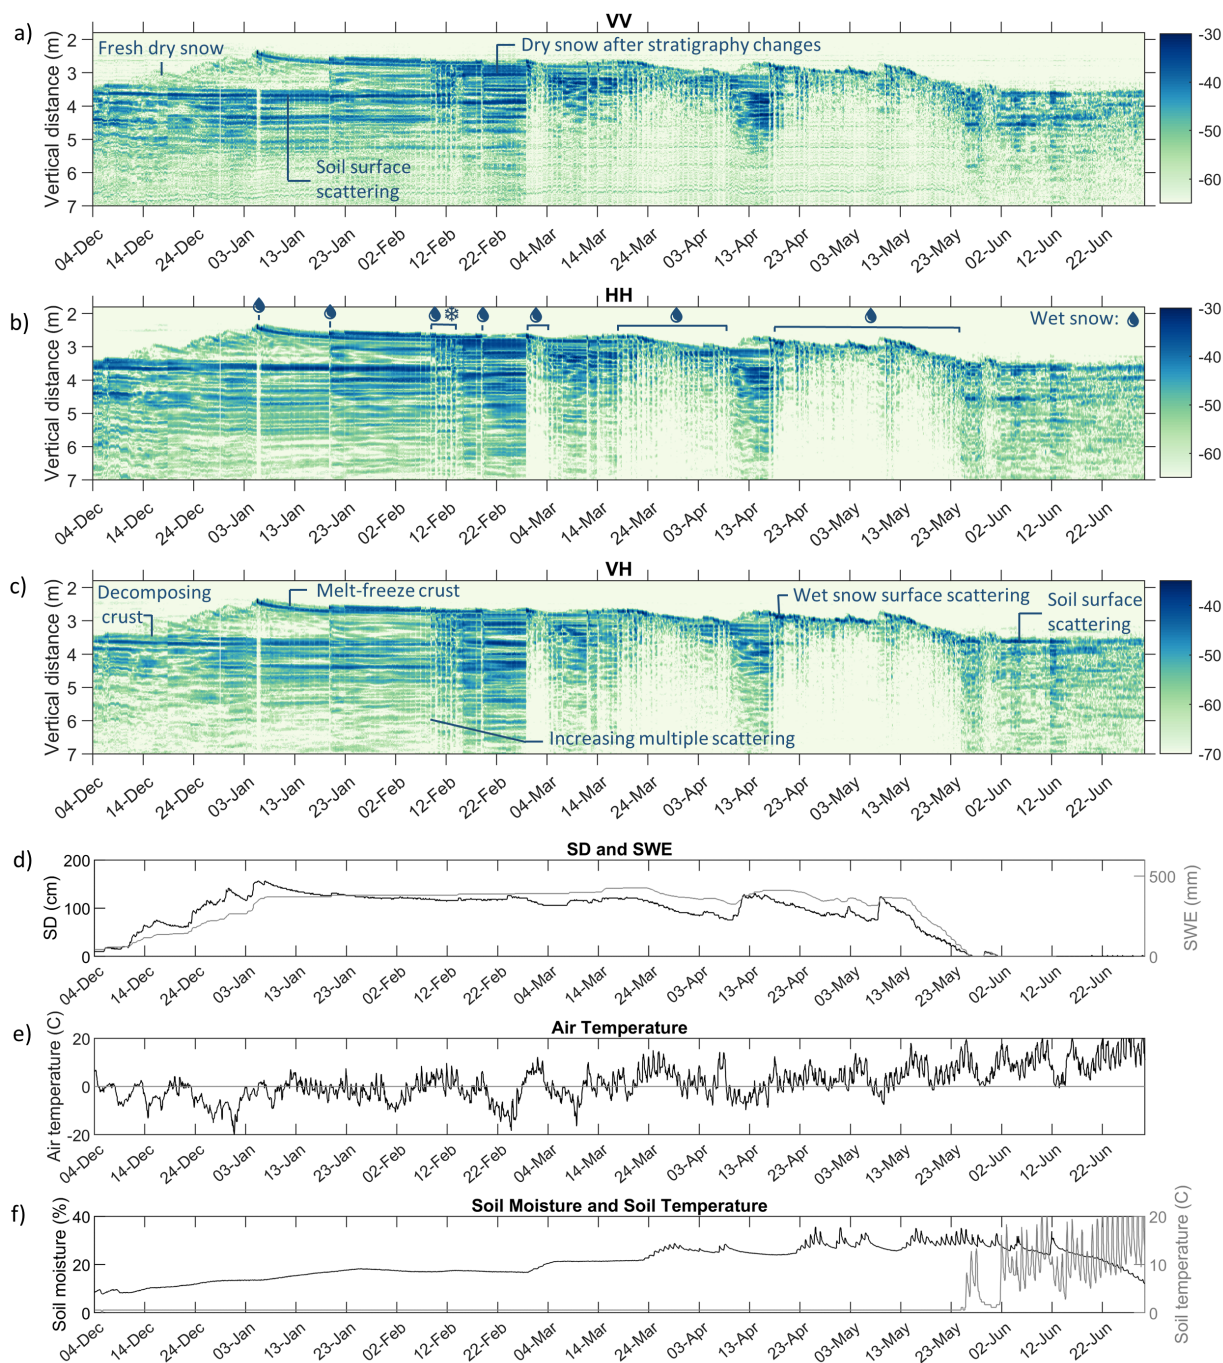 VV
a)
2
3
4
5
6
7
Vertical distance (m)
Fresh dry snow
Dry snow after stratigraphy changes
Soil surface
scattering
-30
-40
-50
-60
04-Dec 14-Dec 24-Dec 03-Jan 13-Jan 23-Jan 02-Feb 12-Feb 22-Feb 04-Mar 14-Mar 24-Mar 03-Apr 13-Apr 23-Apr 03-May 13-May 23-May 02-Jun 12-Jun 22-Jun
HH
b)
2
3
4
5
6
7
Vertical distance (m)
Wet snow:
-30
-40
-50
-60
04-Dec 14-Dec 24-Dec 03-Jan 13-Jan 23-Jan 02-Feb 12-Feb 22-Feb 04-Mar 14-Mar 24-Mar 03-Apr 13-Apr 23-Apr 03-May 13-May 23-May 02-Jun 12-Jun 22-Jun
VH
c)
2
3
4
5
6
7
Vertical distance (m)
Decomposing
crust
Melt-freeze crust
Wet snow surface scattering
Soil surface
scattering
Increasing multiple scattering
-40
-50
-60
-70
04-Dec 14-Dec 24-Dec 03-Jan 13-Jan 23-Jan 02-Feb 12-Feb 22-Feb 04-Mar 14-Mar 24-Mar 03-Apr 13-Apr 23-Apr 03-May 13-May 23-May 02-Jun 12-Jun 22-Jun
d)
SD and SWE
200
100
0
SD (cm)
500
0
SWE (mm)
04-Dec 14-Dec 24-Dec 03-Jan 13-Jan 23-Jan 02-Feb 12-Feb 22-Feb 04-Mar 14-Mar 24-Mar 03-Apr 13-Apr 23-Apr 03-May 13-May 23-May 02-Jun 12-Jun 22-Jun
e)
Air Temperature
20
0
-20
Air temperature (C)
04-Dec 14-Dec 24-Dec 03-Jan 13-Jan 23-Jan 02-Feb 12-Feb 22-Feb 04-Mar 14-Mar 24-Mar 03-Apr 13-Apr 23-Apr 03-May 13-May 23-May 02-Jun 12-Jun 22-Jun
f)
Soil Moisture and Soil Temperature
40
20
0
Soil moisture (%)
20
10
0
Soil temperature (C)
04-Dec 14-Dec 24-Dec 03-Jan 13-Jan 23-Jan 02-Feb 12-Feb 22-Feb 04-Mar 14-Mar 24-Mar 03-Apr 13-Apr 23-Apr 03-May 13-May 23-May 02-Jun 12-Jun 22-Jun